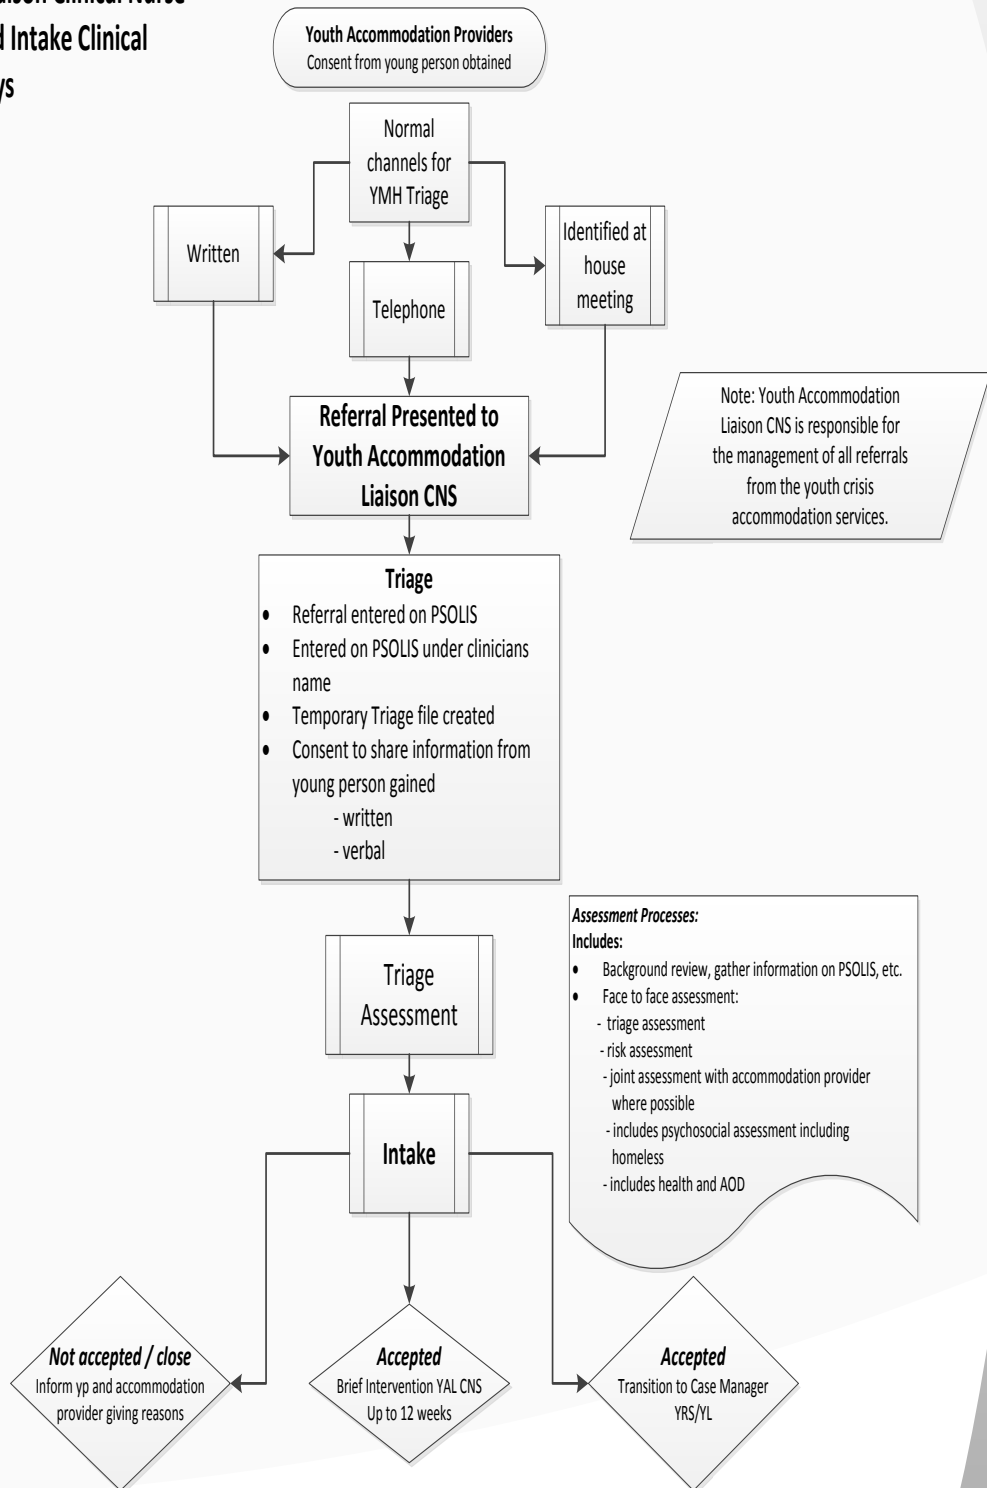 Intake Clinical
Youth Accommodation Providers
Consent from young person obtained
Normal
channels for
YMH Triage
Written
Telephone
Identified at
house
meeting
Referral Presented to
Youth Accommodation
Liaison CNS
Note: Youth Accommodation
Liaison CNS is responsible for
the management of all referrals
from the youth crisis
accommodation services.
Triage
• Referral entered on PSOLIS
• Entered on PSOLIS under clinicians
name
• Temporary Triage file created
• Consent to share information from
young person gained
- written
- verbal
Triage
Assessment
Assessment Processes:
Includes:
• Background review, gather information on PSOLIS, etc.
• Face to face assessment:
- triage assessment
- risk assessment
- joint assessment with accommodation provider
where possible
- includes psychosocial assessment including
homeless
- includes health and AOD
Intake
Not accepted / close
Inform yp and accommodation
provider giving reasons
Accepted
Brief Intervention YAL CNS
Up to 12 weeks
Accepted
Transition to Case Manager
YRS/YL